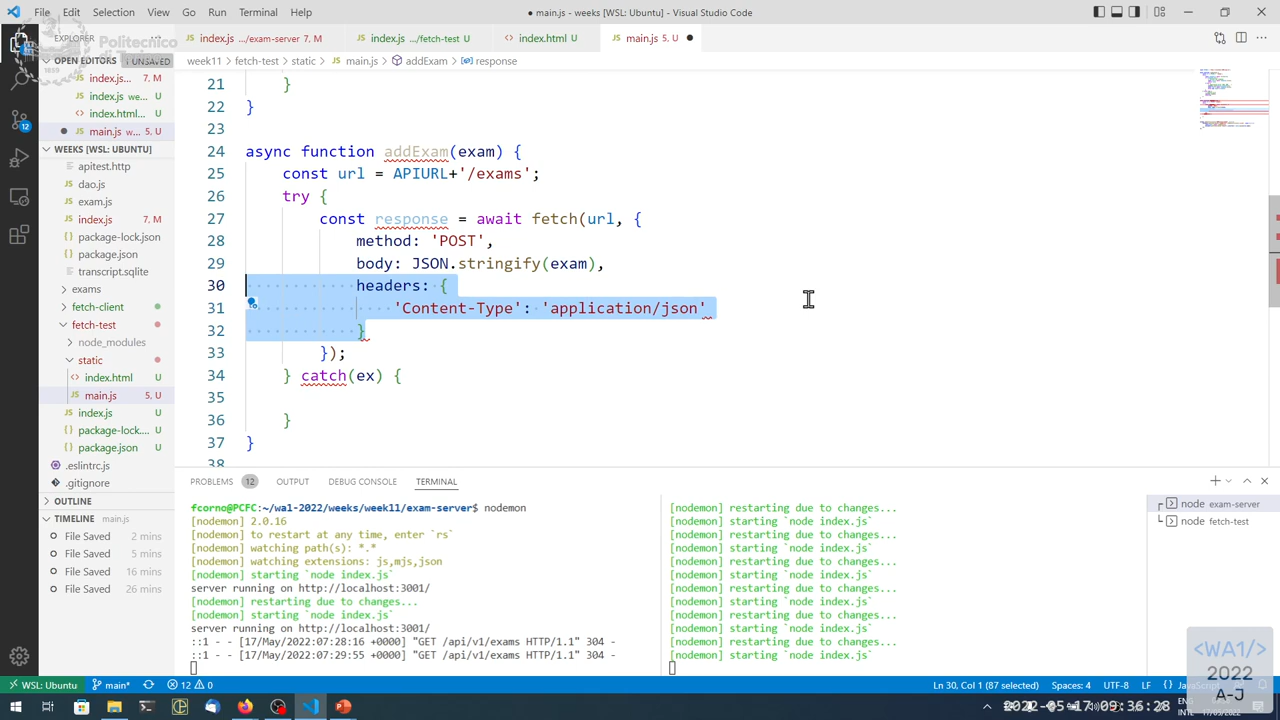 File Edit Selection View Go Run Terminal Help
● main.js - weeks [WSL: Ubuntu] - Visual Studio Code
EXPLORER
Politecnico
OPEN EDITORS 1 UNSAVED
index.js... 7, M
index.js we... U
index.html... U
main.js w... 5, U
WEEKS [WSL: UBUNTU]
apitest.http
dao.js
exam.js
index.js 7, M
package-lock.json
package.json
transcript.sqlite
exams
fetch-client
fetch-test
node_modules
static
index.html U
main.js 5, U
index.js U
package-lock.... U
package.json U
.eslintrc.js
.gitignore
OUTLINE
TIMELINE main.js
File Saved 2 mins
File Saved 5 mins
File Saved 16 mins
File Saved 26 mins
index.js .../exam-server 7, M
index.js .../fetch-test U
index.html U
main.js 5, U ●
week11 > fetch-test > static > main.js > addExam > response
21 }
22 }
23
24 async function addExam(exam) {
25 const url = APIURL+'/exams';
26 try {
27 const response = await fetch(url, {
28 method: 'POST',
29 body: JSON.stringify(exam),
30 headers: {
31 'Content-Type': 'application/json'
32 }
33 });
34 } catch(ex) {
35
36 }
37 }
38
PROBLEMS 12 OUTPUT DEBUG CONSOLE TERMINAL
fcorno@PCFC:~/wa1-2022/weeks/week11/exam-server$ nodemon
[nodemon] 2.0.16
[nodemon] to restart at any time, enter `rs`
[nodemon] watching path(s): *.*
[nodemon] watching extensions: js,mjs,json
[nodemon] starting `node index.js`
server running on http://localhost:3001/
[nodemon] restarting due to changes...
[nodemon] starting `node index.js`
server running on http://localhost:3001/
::1 - - [17/May/2022:07:28:16 +0000] "GET /api/v1/exams HTTP/1.1" 304 -
::1 - - [17/May/2022:07:29:55 +0000] "GET /api/v1/exams HTTP/1.1" 304 -
[nodemon] restarting due to changes...
[nodemon] starting `node index.js`
[nodemon] restarting due to changes...
[nodemon] starting `node index.js`
[nodemon] restarting due to changes...
[nodemon] starting `node index.js`
[nodemon] restarting due to changes...
[nodemon] starting `node index.js`
[nodemon] restarting due to changes...
[nodemon] starting `node index.js`
[nodemon] restarting due to changes...
[nodemon] starting `node index.js`
node exam-server
node fetch-test
<WA1/>
2022
A-J
WSL: Ubuntu main* 12 0
Ln 30, Col 1 (87 selected) Spaces: 4 UTF-8 LF {} JavaScript
2022-05-17 09:36:28